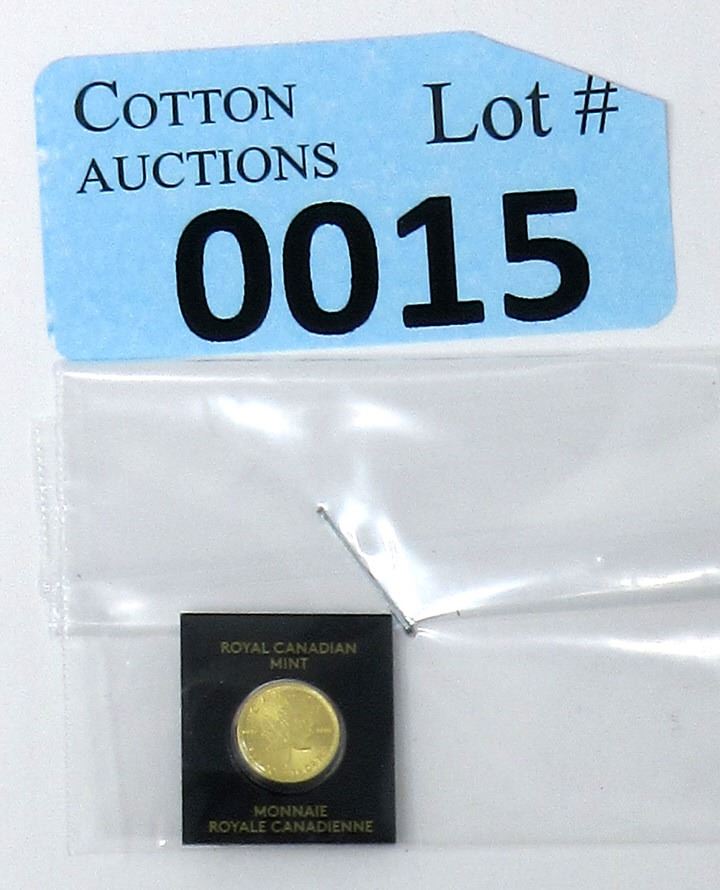 COTTON
AUCTIONS
Lot #
0015
ROYAL CANADIAN
MINT
MONNAIE
ROYALE CANADIENNE